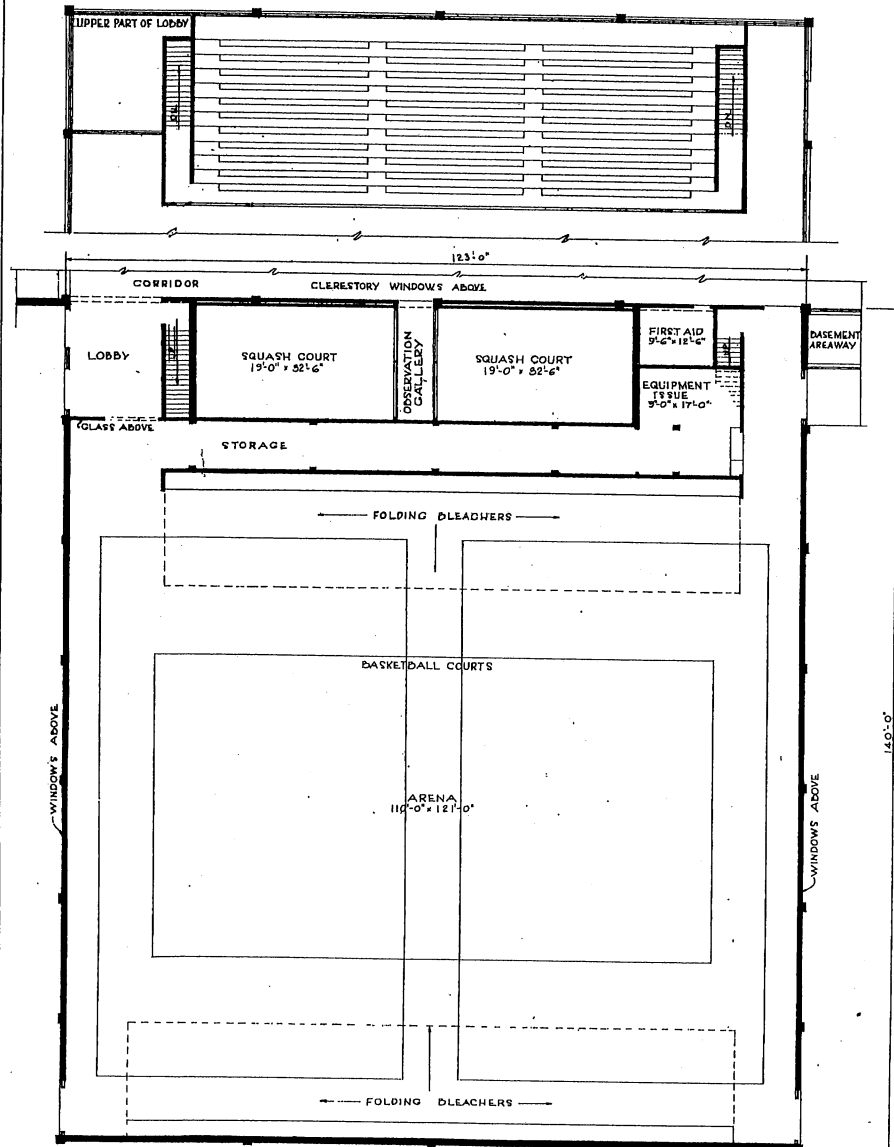 UPPER PART OF LOBBY
DN
DN
123'-0"
CORRIDOR
CLERESTORY WINDOWS ABOVE
LOBBY
UP
SQUASH COURT
19'-0" x 32'-6"
OBSERVATION
GALLERY
SQUASH COURT
19'-0" x 32'-6"
FIRST AID
9'-6" x 12'-6"
UP
BASEMENT
AREAWAY
EQUIPMENT
ISSUE
9'-0" x 17'-0"
GLASS ABOVE
STORAGE
FOLDING BLEACHERS
BASKETBALL COURTS
WINDOWS ABOVE
ARENA
110'-0" x 121'-0"
WINDOWS ABOVE
140'-0"
FOLDING BLEACHERS